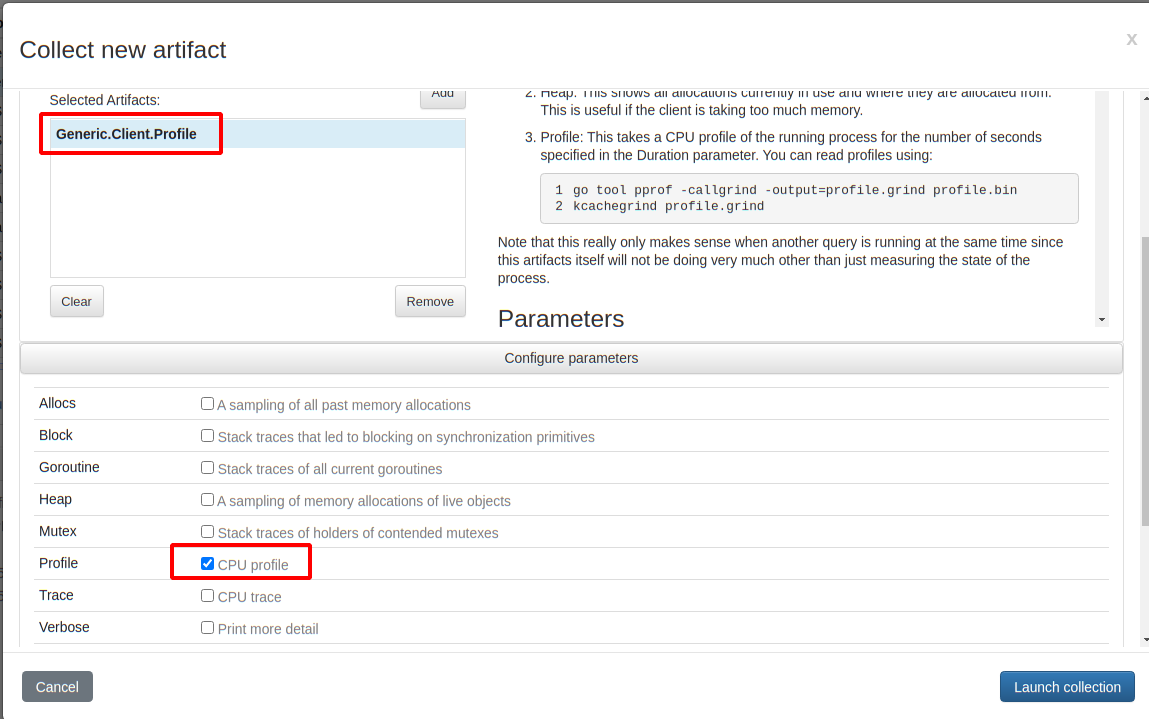 Collect new artifact
x
Selected Artifacts:
Add
Generic.Client.Profile
Clear
Remove
2. Heap: This shows all allocations currently in use and where they are allocated from.
This is useful if the client is taking too much memory.
3. Profile: This takes a CPU profile of the running process for the number of seconds
specified in the Duration parameter. You can read profiles using:
1 go tool pprof -callgrind -output=profile.grind profile.bin
2 kcachegrind profile.grind
Note that this really only makes sense when another query is running at the same time since
this artifacts itself will not be doing very much other than just measuring the state of the
process.
Parameters
Configure parameters
Allocs A sampling of all past memory allocations
Block Stack traces that led to blocking on synchronization primitives
Goroutine Stack traces of all current goroutines
Heap A sampling of memory allocations of live objects
Mutex Stack traces of holders of contended mutexes
Profile CPU profile
Trace CPU trace
Verbose Print more detail
Cancel
Launch collection